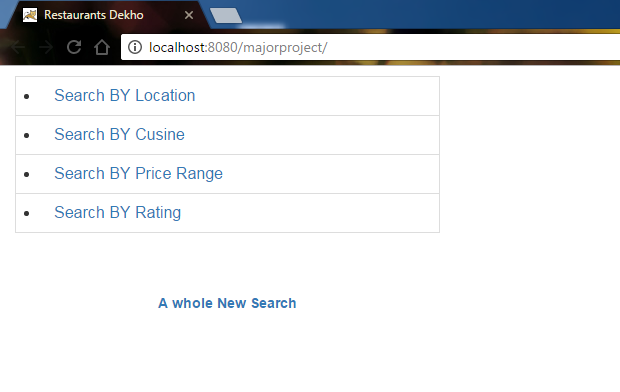 Restaurants Dekho
localhost:8080/majorproject/
Search BY Location
Search BY Cusine
Search BY Price Range
Search BY Rating
A whole New Search